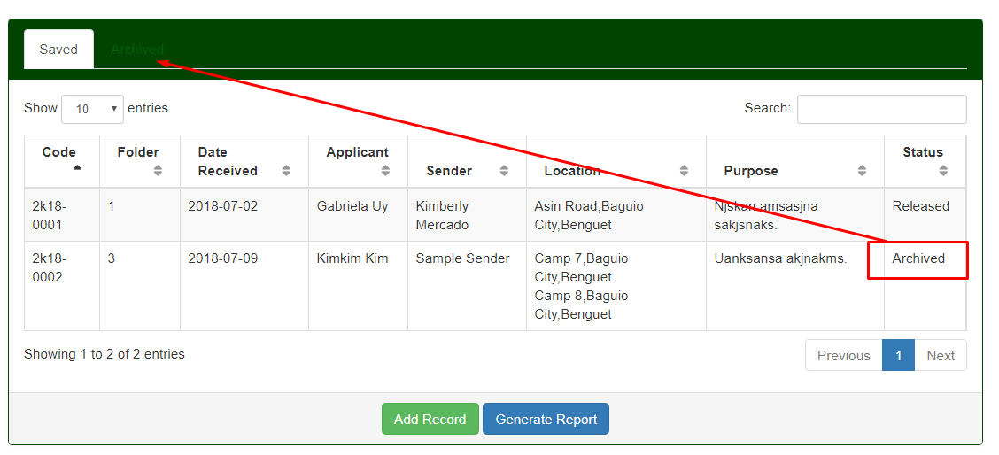 Saved Archived
Show 10 entries Search:
Code Folder Date Received Applicant Sender Location Purpose Status
2k18-0001 1 2018-07-02 Gabriela Uy Kimberly Mercado Asin Road,Baguio City,Benguet Njskan amsasjna sakjsnaks. Released
2k18-0002 3 2018-07-09 Kimkim Kim Sample Sender Camp 7,Baguio City,Benguet Camp 8,Baguio City,Benguet Uanksansa akjnakms. Archived
Showing 1 to 2 of 2 entries Previous 1 Next
Add Record Generate Report